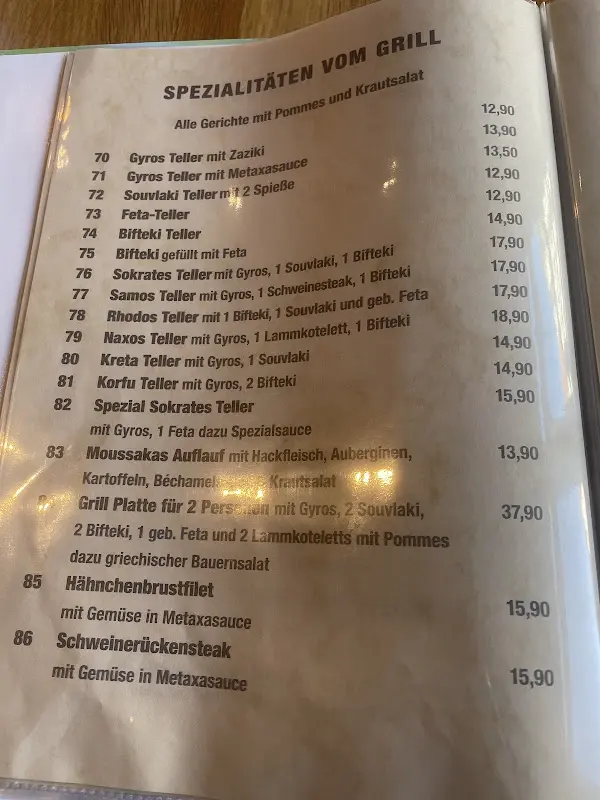 SPEZIALITÄTEN VOM GRILL
Alle Gerichte mit Pommes und Krautsalat
70 Gyros Teller mit Zaziki 12,90
71 Gyros Teller mit Metaxasauce 13,90
72 Souvlaki Teller mit 2 Spieße 13,50
73 Feta-Teller 12,90
74 Bifteki Teller 12,90
75 Bifteki gefüllt mit Feta 14,90
76 Sokrates Teller mit Gyros, 1 Souvlaki, 1 Bifteki 17,90
77 Samos Teller mit Gyros, 1 Schweinesteak, 1 Bifteki 17,90
78 Rhodos Teller mit 1 Bifteki, 1 Souvlaki und geb. Feta 17,90
79 Naxos Teller mit Gyros, 1 Lammkotelett, 1 Bifteki 18,90
80 Kreta Teller mit Gyros, 1 Souvlaki 14,90
81 Korfu Teller mit Gyros, 2 Bifteki 14,90
82 Spezial Sokrates Teller 15,90
mit Gyros, 1 Feta dazu Spezialsauce
83 Moussakas Auflauf mit Hackfleisch, Auberginen, 13,90
Kartoffeln, Krautsalat
Grill Platte für 2 Personen mit Gyros, 2 Souvlaki, 37,90
2 Bifteki, 1 geb. Feta und 2 Lammkoteletts mit Pommes
dazu griechischer Bauernsalat
85 Hähnchenbrustfilet
mit Gemüse in Metaxasauce 15,90
86 Schweinerückensteak
mit Gemüse in Metaxasauce 15,90